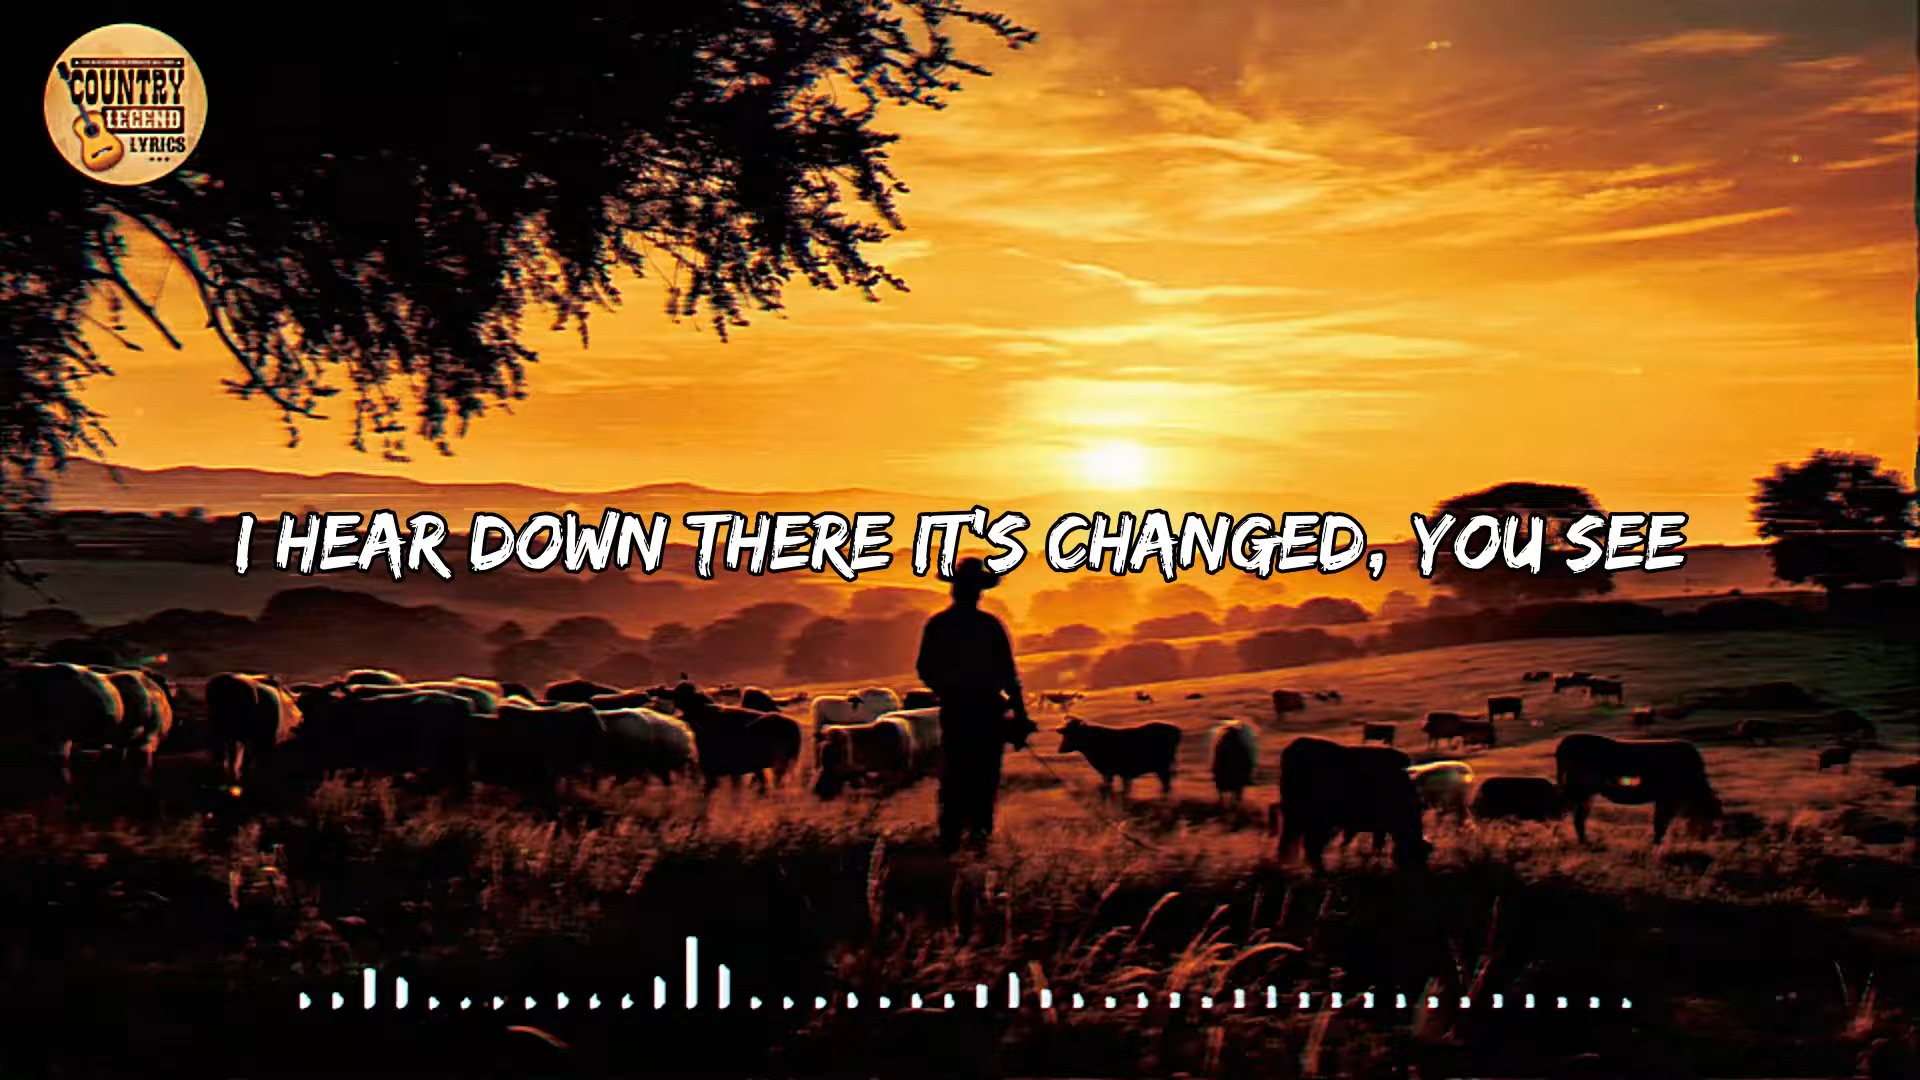 COUNTRY
LEGEND
LYRICS
I HEAR DOWN THERE IT'S CHANGED, YOU SEE